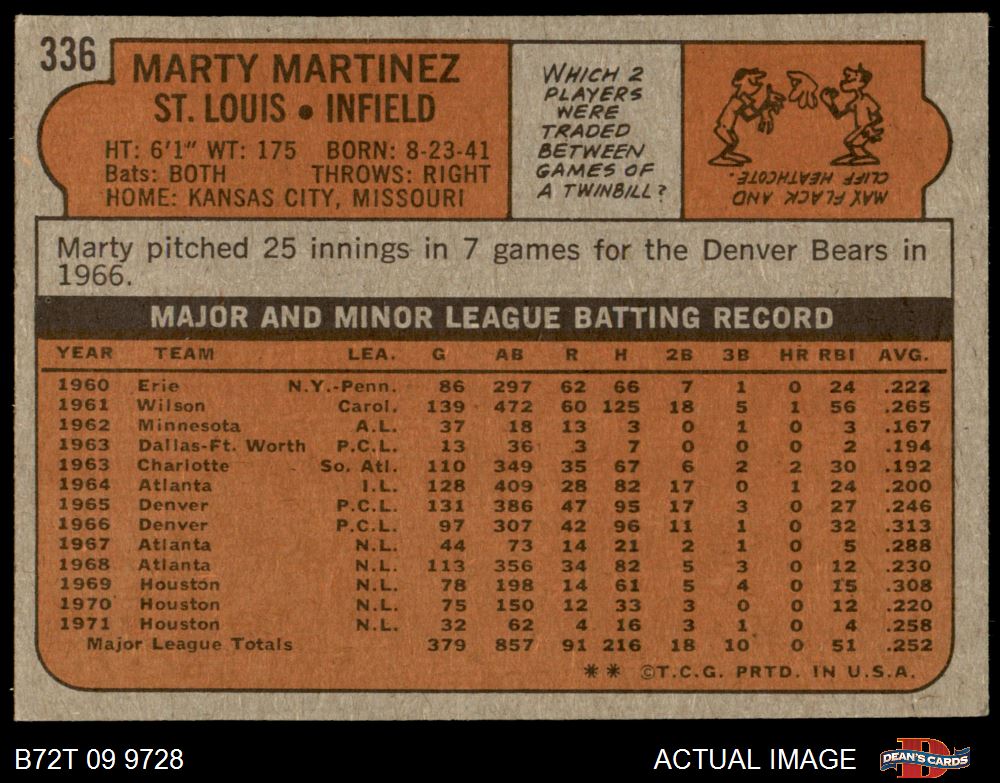 336
MARTY MARTINEZ
ST. LOUIS • INFIELD
HT: 6'1" WT: 175 BORN: 8-23-41
Bats: BOTH THROWS: RIGHT
HOME: KANSAS CITY, MISSOURI
WHICH 2
PLAYERS
WERE
TRADED
BETWEEN
GAMES OF
A TWINBILL?
MAX FLACK AND
CLIFF HEATHCOTE.
Marty pitched 25 innings in 7 games for the Denver Bears in
1966.
MAJOR AND MINOR LEAGUE BATTING RECORD
YEAR TEAM LEA. G AB R H 2B 3B HR RBI AVG.
1960 Erie N.Y.-Penn. 86 297 62 66 7 1 0 24 .222
1961 Wilson Carol. 139 472 60 125 18 5 1 56 .265
1962 Minnesota A.L. 37 18 13 3 0 1 0 3 .167
1963 Dallas-Ft. Worth P.C.L. 13 36 3 7 0 0 0 2 .194
1963 Charlotte So. Atl. 110 349 35 67 6 2 2 30 .192
1964 Atlanta I.L. 128 409 28 82 17 0 1 24 .200
1965 Denver P.C.L. 131 386 47 95 17 3 0 27 .246
1966 Denver P.C.L. 97 307 42 96 11 1 0 32 .313
1967 Atlanta N.L. 44 73 14 21 2 1 0 5 .288
1968 Atlanta N.L. 113 356 34 82 5 3 0 12 .230
1969 Houston N.L. 78 198 14 61 5 4 0 15 .308
1970 Houston N.L. 75 150 12 33 3 0 0 12 .220
1971 Houston N.L. 32 62 4 16 3 1 0 4 .258
Major League Totals 379 857 91 216 18 10 0 51 .252
** ©T.C.G. PRTD. IN U.S.A.
B72T 09 9728
ACTUAL IMAGE
DEAN'S CARDS